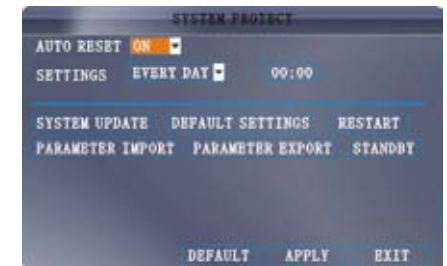 SYSTEM PROTECT
AUTO RESET ON
SETTINGS EVERY DAY 00:00
SYSTEM UPDATE DEFAULT SETTINGS RESTART
PARAMETER IMPORT PARAMETER EXPORT STANDBY
DEFAULT APPLY EXIT